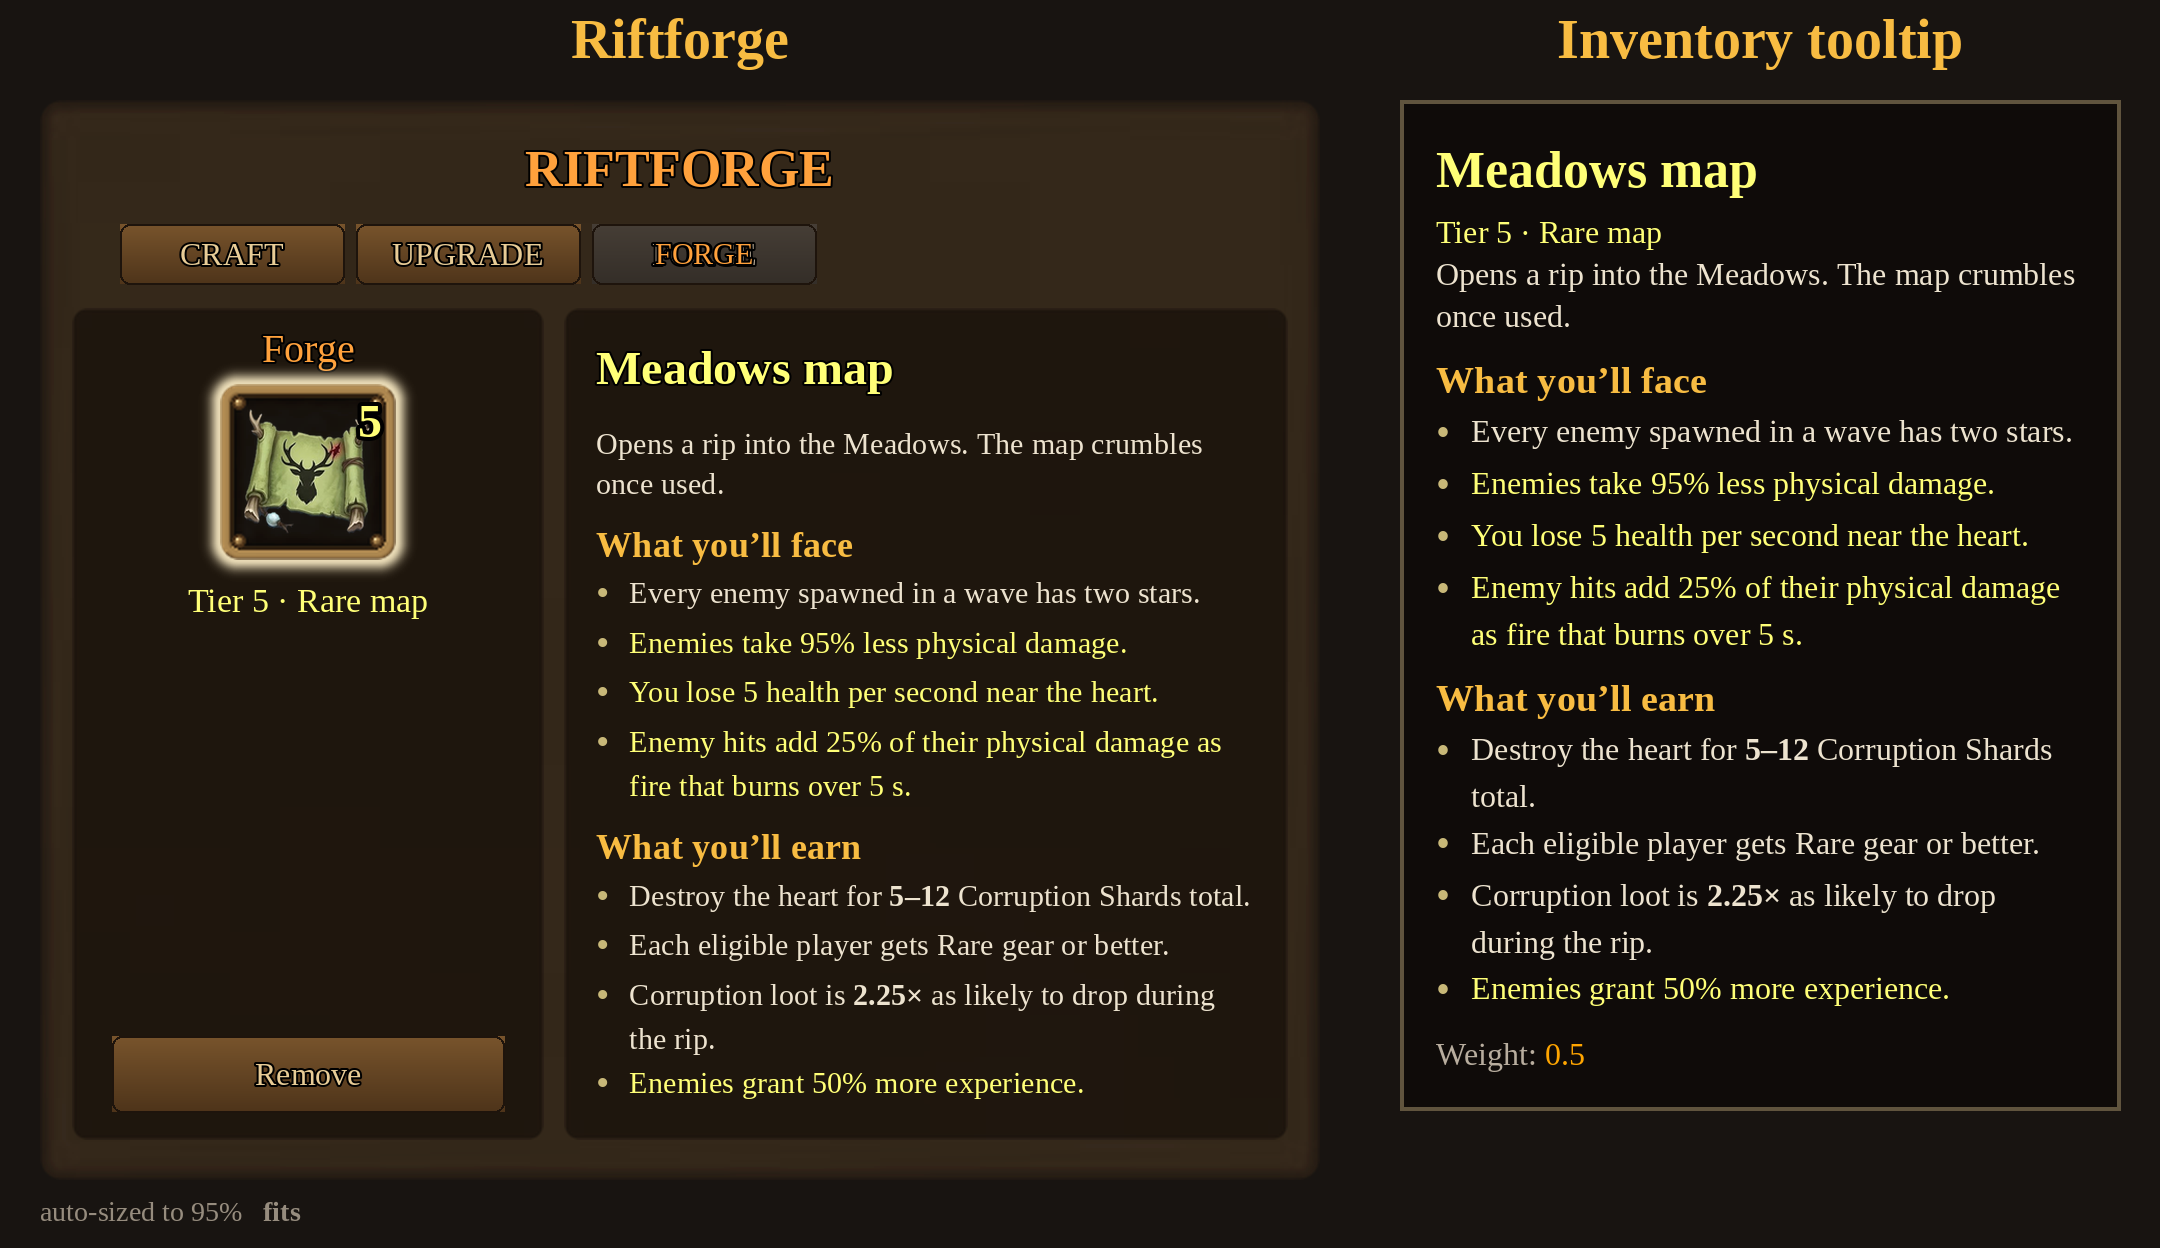 Riftforge
RIFTFORGE
CRAFT
UPGRADE
FORGE
Forge
5
Tier 5 · Rare map
Remove
Meadows map
Opens a rip into the Meadows. The map crumbles
once used.
What you’ll face
• Every enemy spawned in a wave has two stars.
• Enemies take 95% less physical damage.
• You lose 5 health per second near the heart.
• Enemy hits add 25% of their physical damage as
fire that burns over 5 s.
What you’ll earn
• Destroy the heart for 5–12 Corruption Shards total.
• Each eligible player gets Rare gear or better.
• Corruption loot is 2.25× as likely to drop during
the rip.
• Enemies grant 50% more experience.
auto-sized to 95% fits
Inventory tooltip
Meadows map
Tier 5 · Rare map
Opens a rip into the Meadows. The map crumbles
once used.
What you’ll face
• Every enemy spawned in a wave has two stars.
• Enemies take 95% less physical damage.
• You lose 5 health per second near the heart.
• Enemy hits add 25% of their physical damage
as fire that burns over 5 s.
What you’ll earn
• Destroy the heart for 5–12 Corruption Shards
total.
• Each eligible player gets Rare gear or better.
• Corruption loot is 2.25× as likely to drop
during the rip.
• Enemies grant 50% more experience.
Weight: 0.5